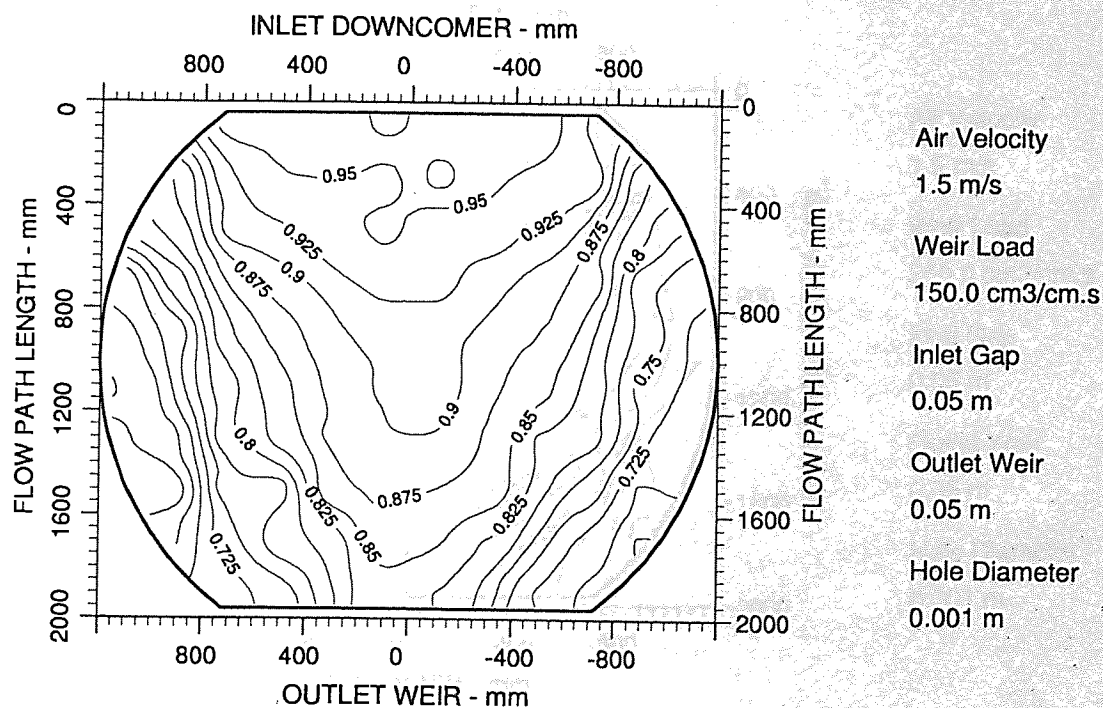 INLET DOWNCOMER - mm
800 400 0 -400 -800
0 0
400 400
800 800
1200 1200
1600 1600
2000 2000
FLOW PATH LENGTH - mm
FLOW PATH LENGTH - mm
0.95
0.95
0.925
0.925
0.9
0.875
0.875
0.8
0.75
0.9
0.85
0.8
0.725
0.875
0.825
0.825
0.85
0.725
800 400 0 -400 -800
OUTLET WEIR - mm
Air Velocity
1.5 m/s
Weir Load
150.0 cm3/cm.s
Inlet Gap
0.05 m
Outlet Weir
0.05 m
Hole Diameter
0.001 m